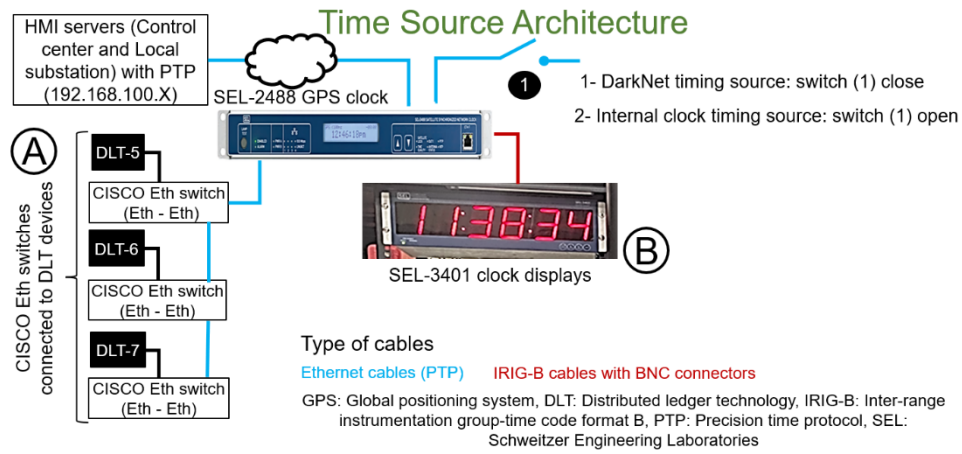 Time Source Architecture
HMI servers (Control
center and Local
substation) with PTP
(192.168.100.X)
SEL-2488 GPS clock
1
1- DarkNet timing source: switch (1) close
2- Internal clock timing source: switch (1) open
A
DLT-5
CISCO Eth switch
(Eth - Eth)
DLT-6
CISCO Eth switch
(Eth - Eth)
DLT-7
CISCO Eth switch
(Eth - Eth)
CISCO Eth switches
connected to DLT devices
12:46:18pm
11:38:34
B
SEL-3401 clock displays
Type of cables
Ethernet cables (PTP)
IRIG-B cables with BNC connectors
GPS: Global positioning system, DLT: Distributed ledger technology, IRIG-B: Inter-range
instrumentation group-time code format B, PTP: Precision time protocol, SEL:
Schweitzer Engineering Laboratories